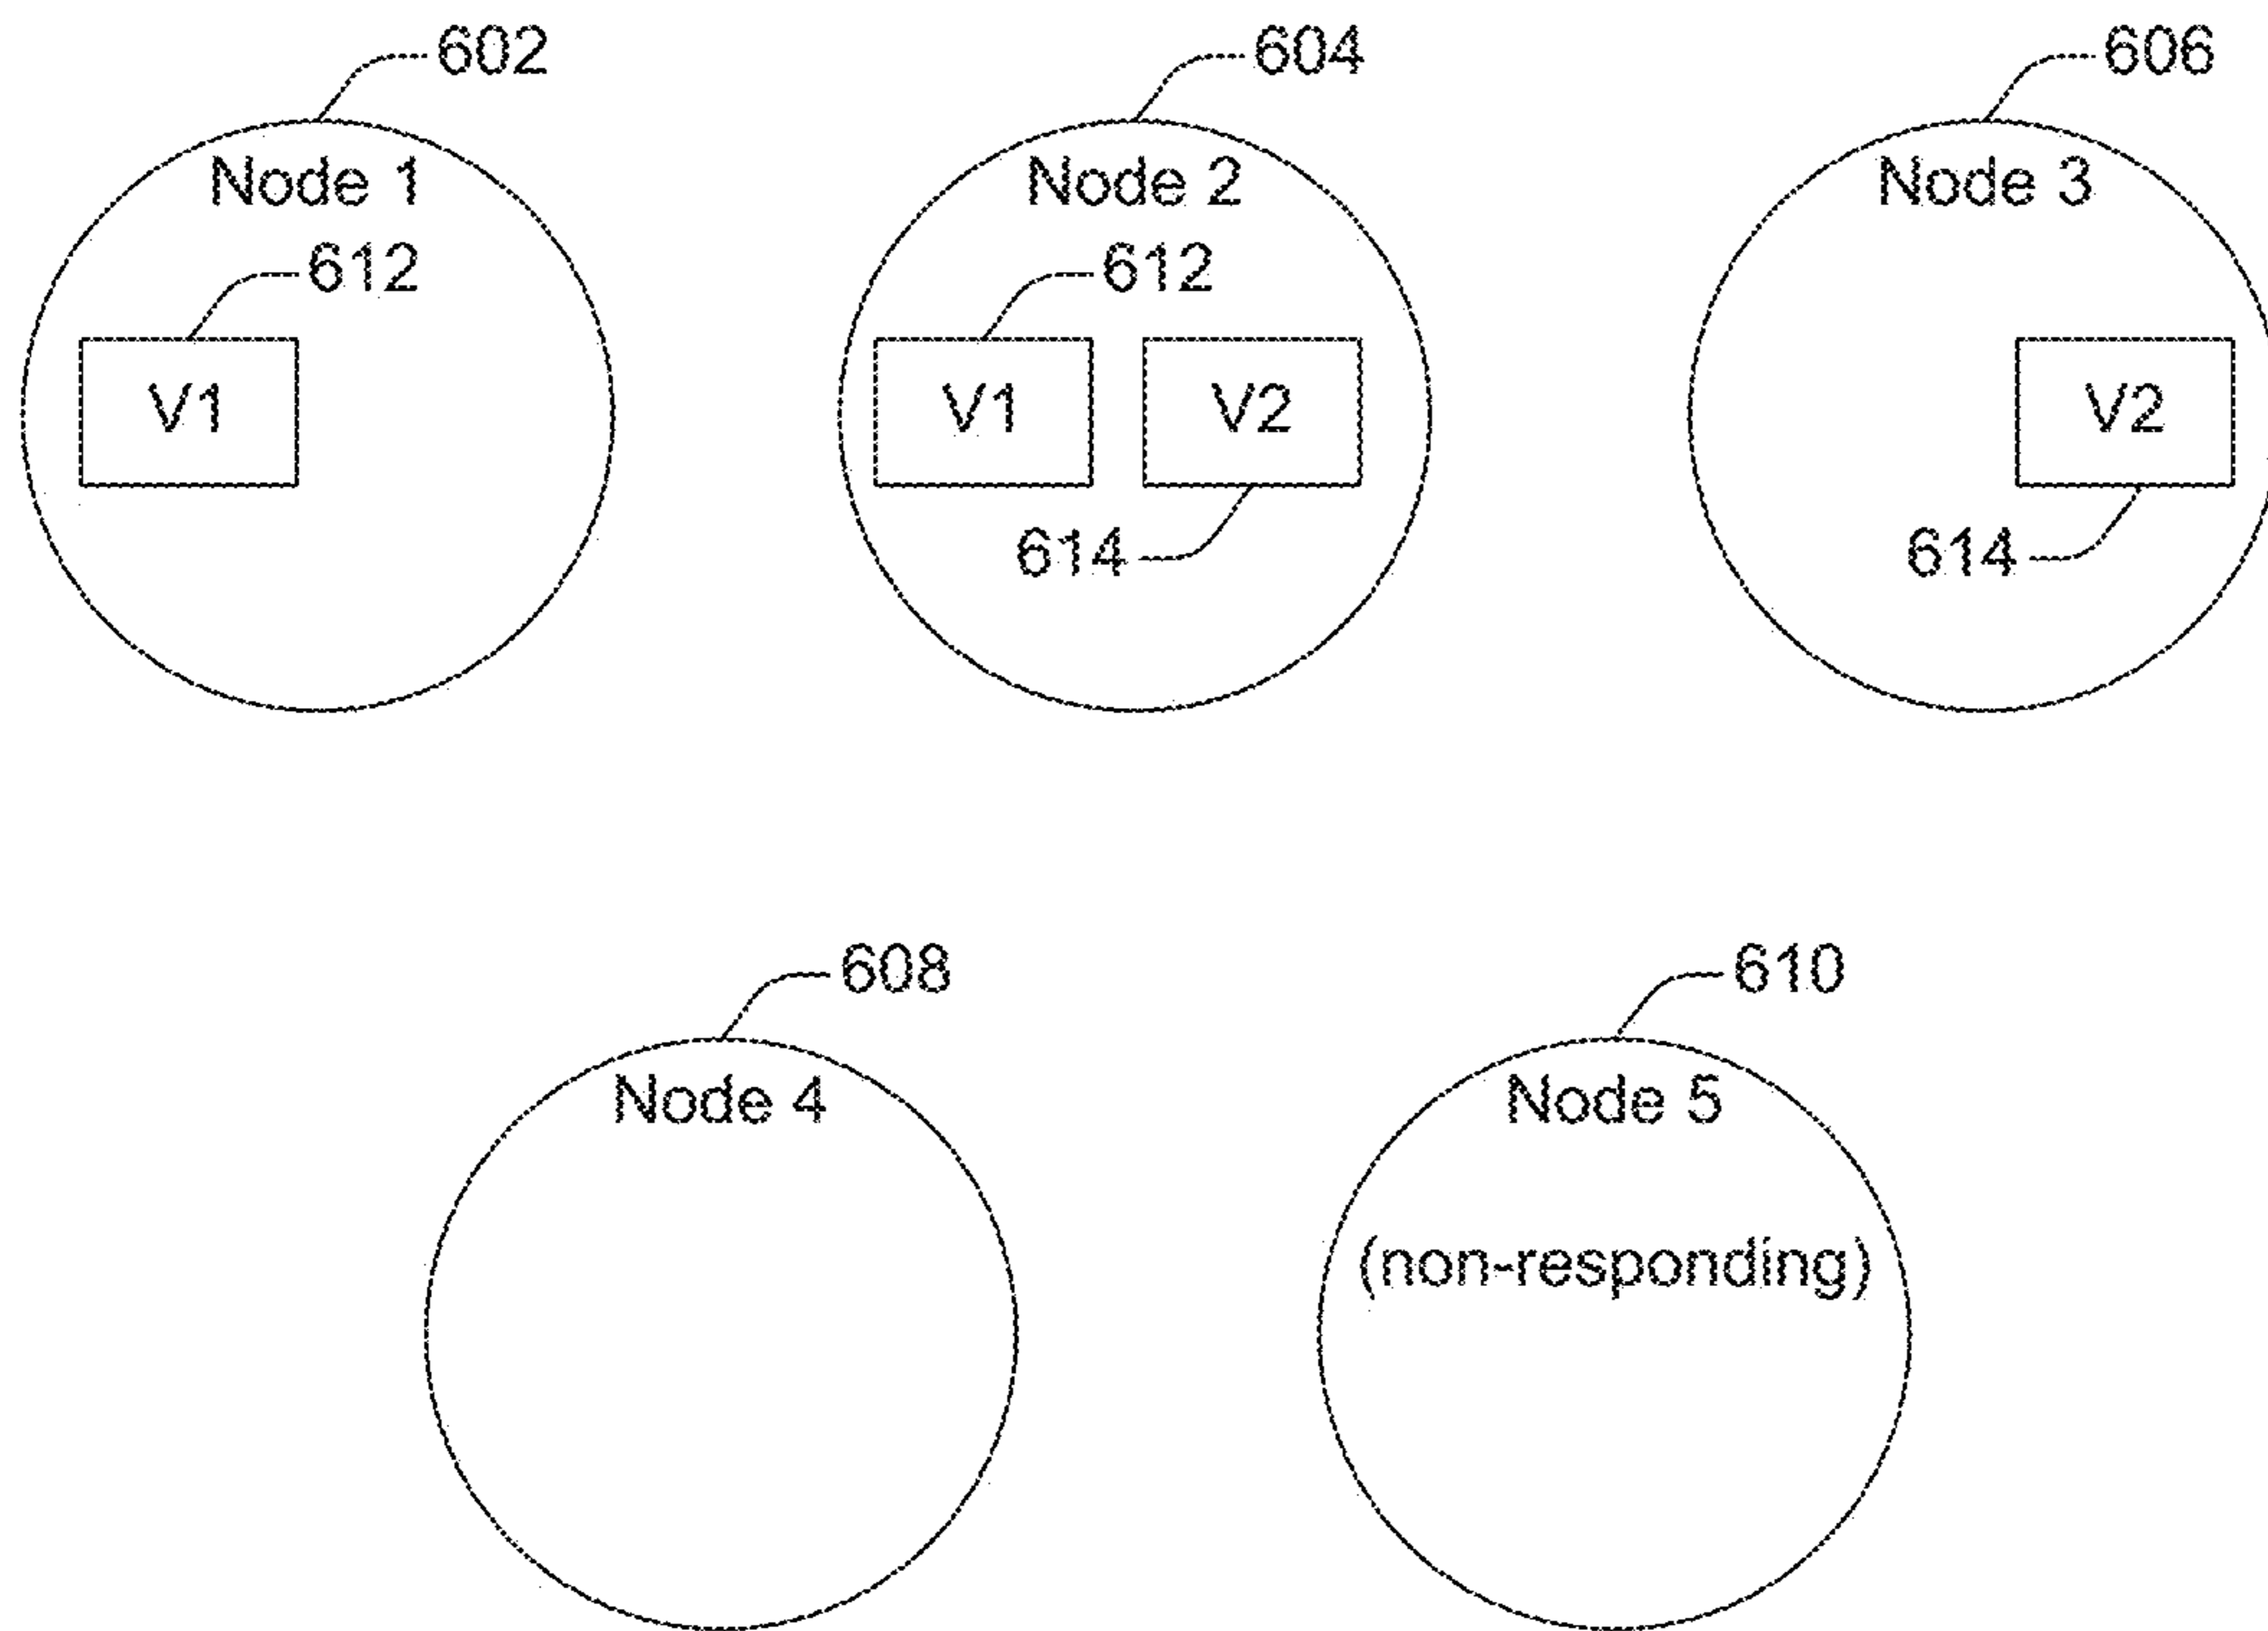 602
604
606
Node 1
Node 2
Node 3
612
612
V1
V1
V2
V2
614
614
608
610
Node 4
Node 5
(non-responding)